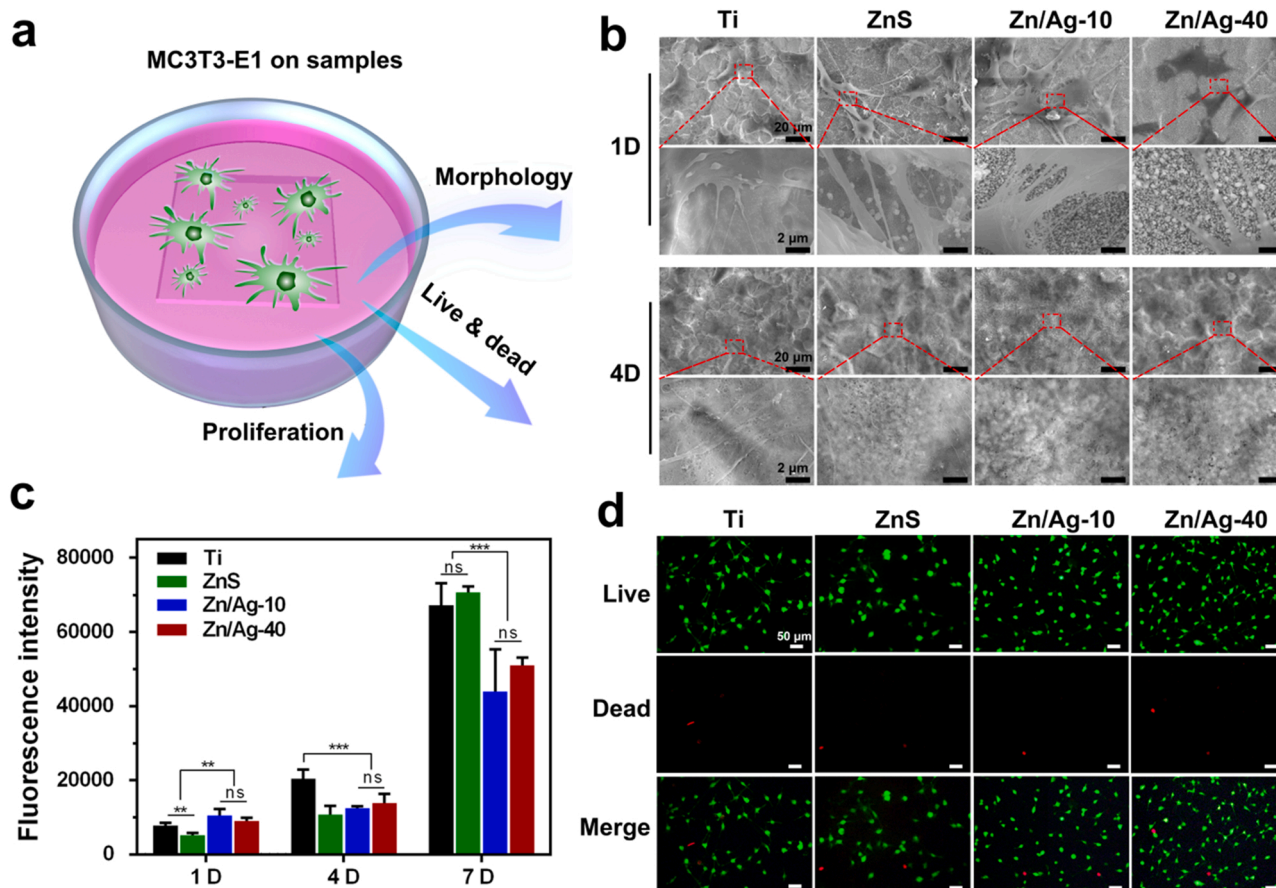 a
MC3T3-E1 on samples
Morphology
Live & dead
Proliferation
b
Ti ZnS Zn/Ag-10 Zn/Ag-40
1D
20 μm
2 μm
4D
20 μm
2 μm
c
Fluorescence intensity
80000
60000
40000
20000
0
Ti
ZnS
Zn/Ag-10
Zn/Ag-40
** ** ns
*** ns
*** ns ns
1 D 4 D 7 D
d
Ti ZnS Zn/Ag-10 Zn/Ag-40
Live
50 μm
Dead
Merge